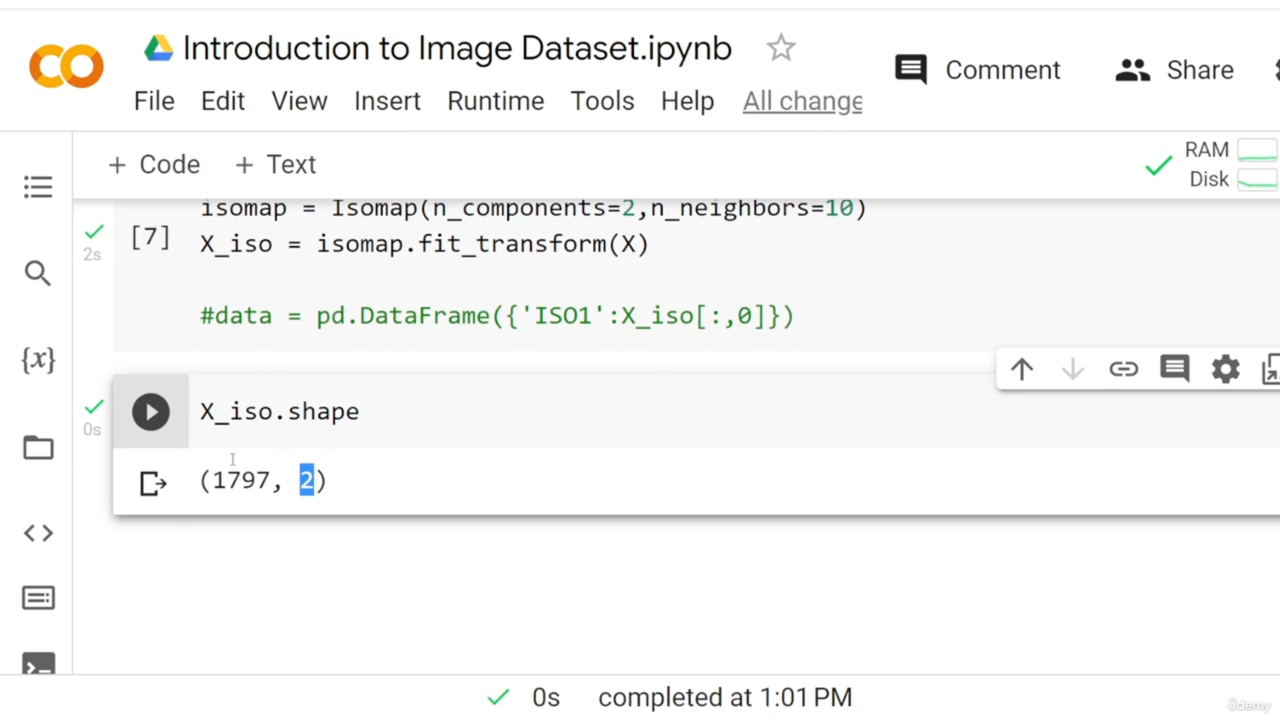 Introduction to Image Dataset.ipynb
Comment
Share
File Edit View Insert Runtime Tools Help All change
+ Code + Text
RAM
Disk
isomap = Isomap(n_components=2,n_neighbors=10)
[7] X_iso = isomap.fit_transform(X)
2s
#data = pd.DataFrame({'ISO1':X_iso[:,0]})
{x}
X_iso.shape
0s
(1797, 2)
0s completed at 1:01 PM
ûdemy